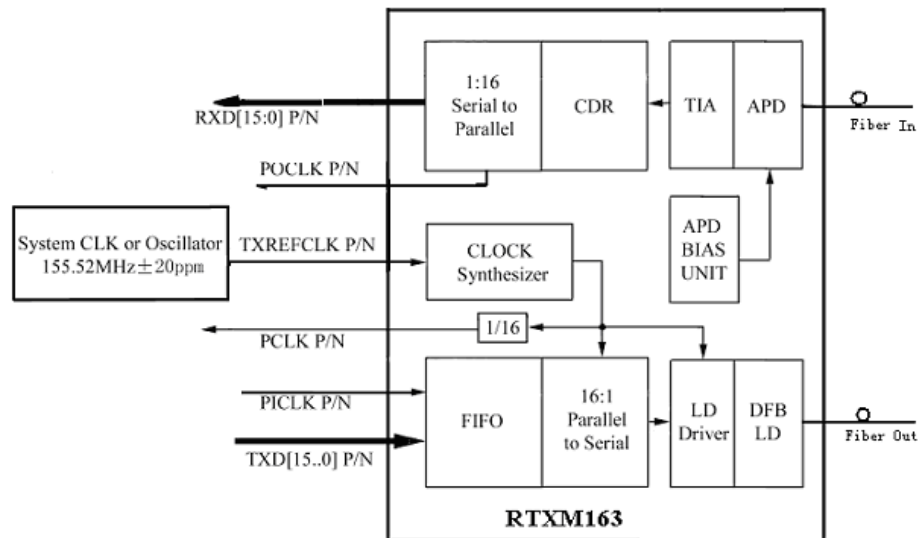 1:16
Serial to
Parallel
CDR
TIA
APD
RXD[15:0] P/N
Fiber In
POCLK P/N
System CLK or Oscillator
155.52MHz±20ppm
TXREFCLK P/N
CLOCK
Synthesizer
APD
BIAS
UNIT
PCLK P/N
1/16
PICLK P/N
FIFO
16:1
Parallel
to Serial
LD
Driver
DFB
LD
TXD[15..0] P/N
Fiber Out
RTXM163